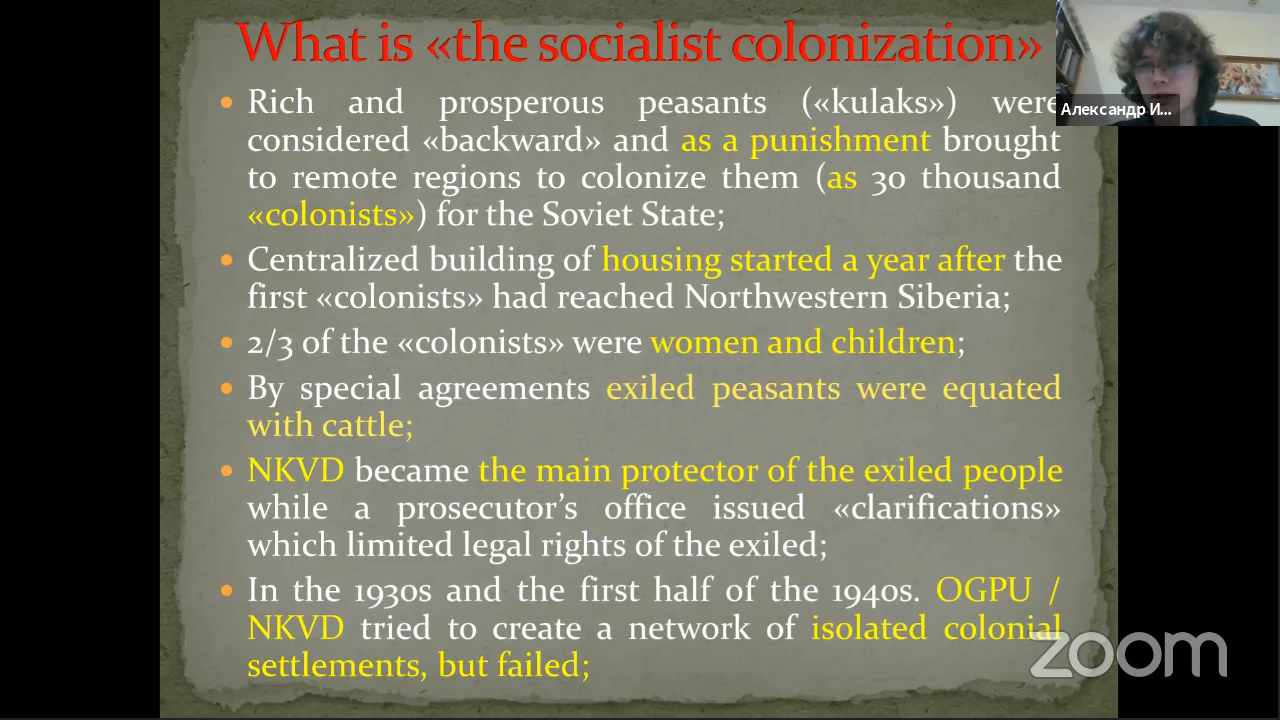 What is «the socialist colonization»
Александр И...
• Rich and prosperous peasants («kulaks») were
considered «backward» and as a punishment brought
to remote regions to colonize them (as 30 thousand
«colonists») for the Soviet State;
• Centralized building of housing started a year after the
first «colonists» had reached Northwestern Siberia;
• 2/3 of the «colonists» were women and children;
• By special agreements exiled peasants were equated
with cattle;
• NKVD became the main protector of the exiled people
while a prosecutor’s office issued «clarifications»
which limited legal rights of the exiled;
• In the 1930s and the first half of the 1940s. OGPU /
NKVD tried to create a network of isolated colonial
settlements, but failed;
zoom